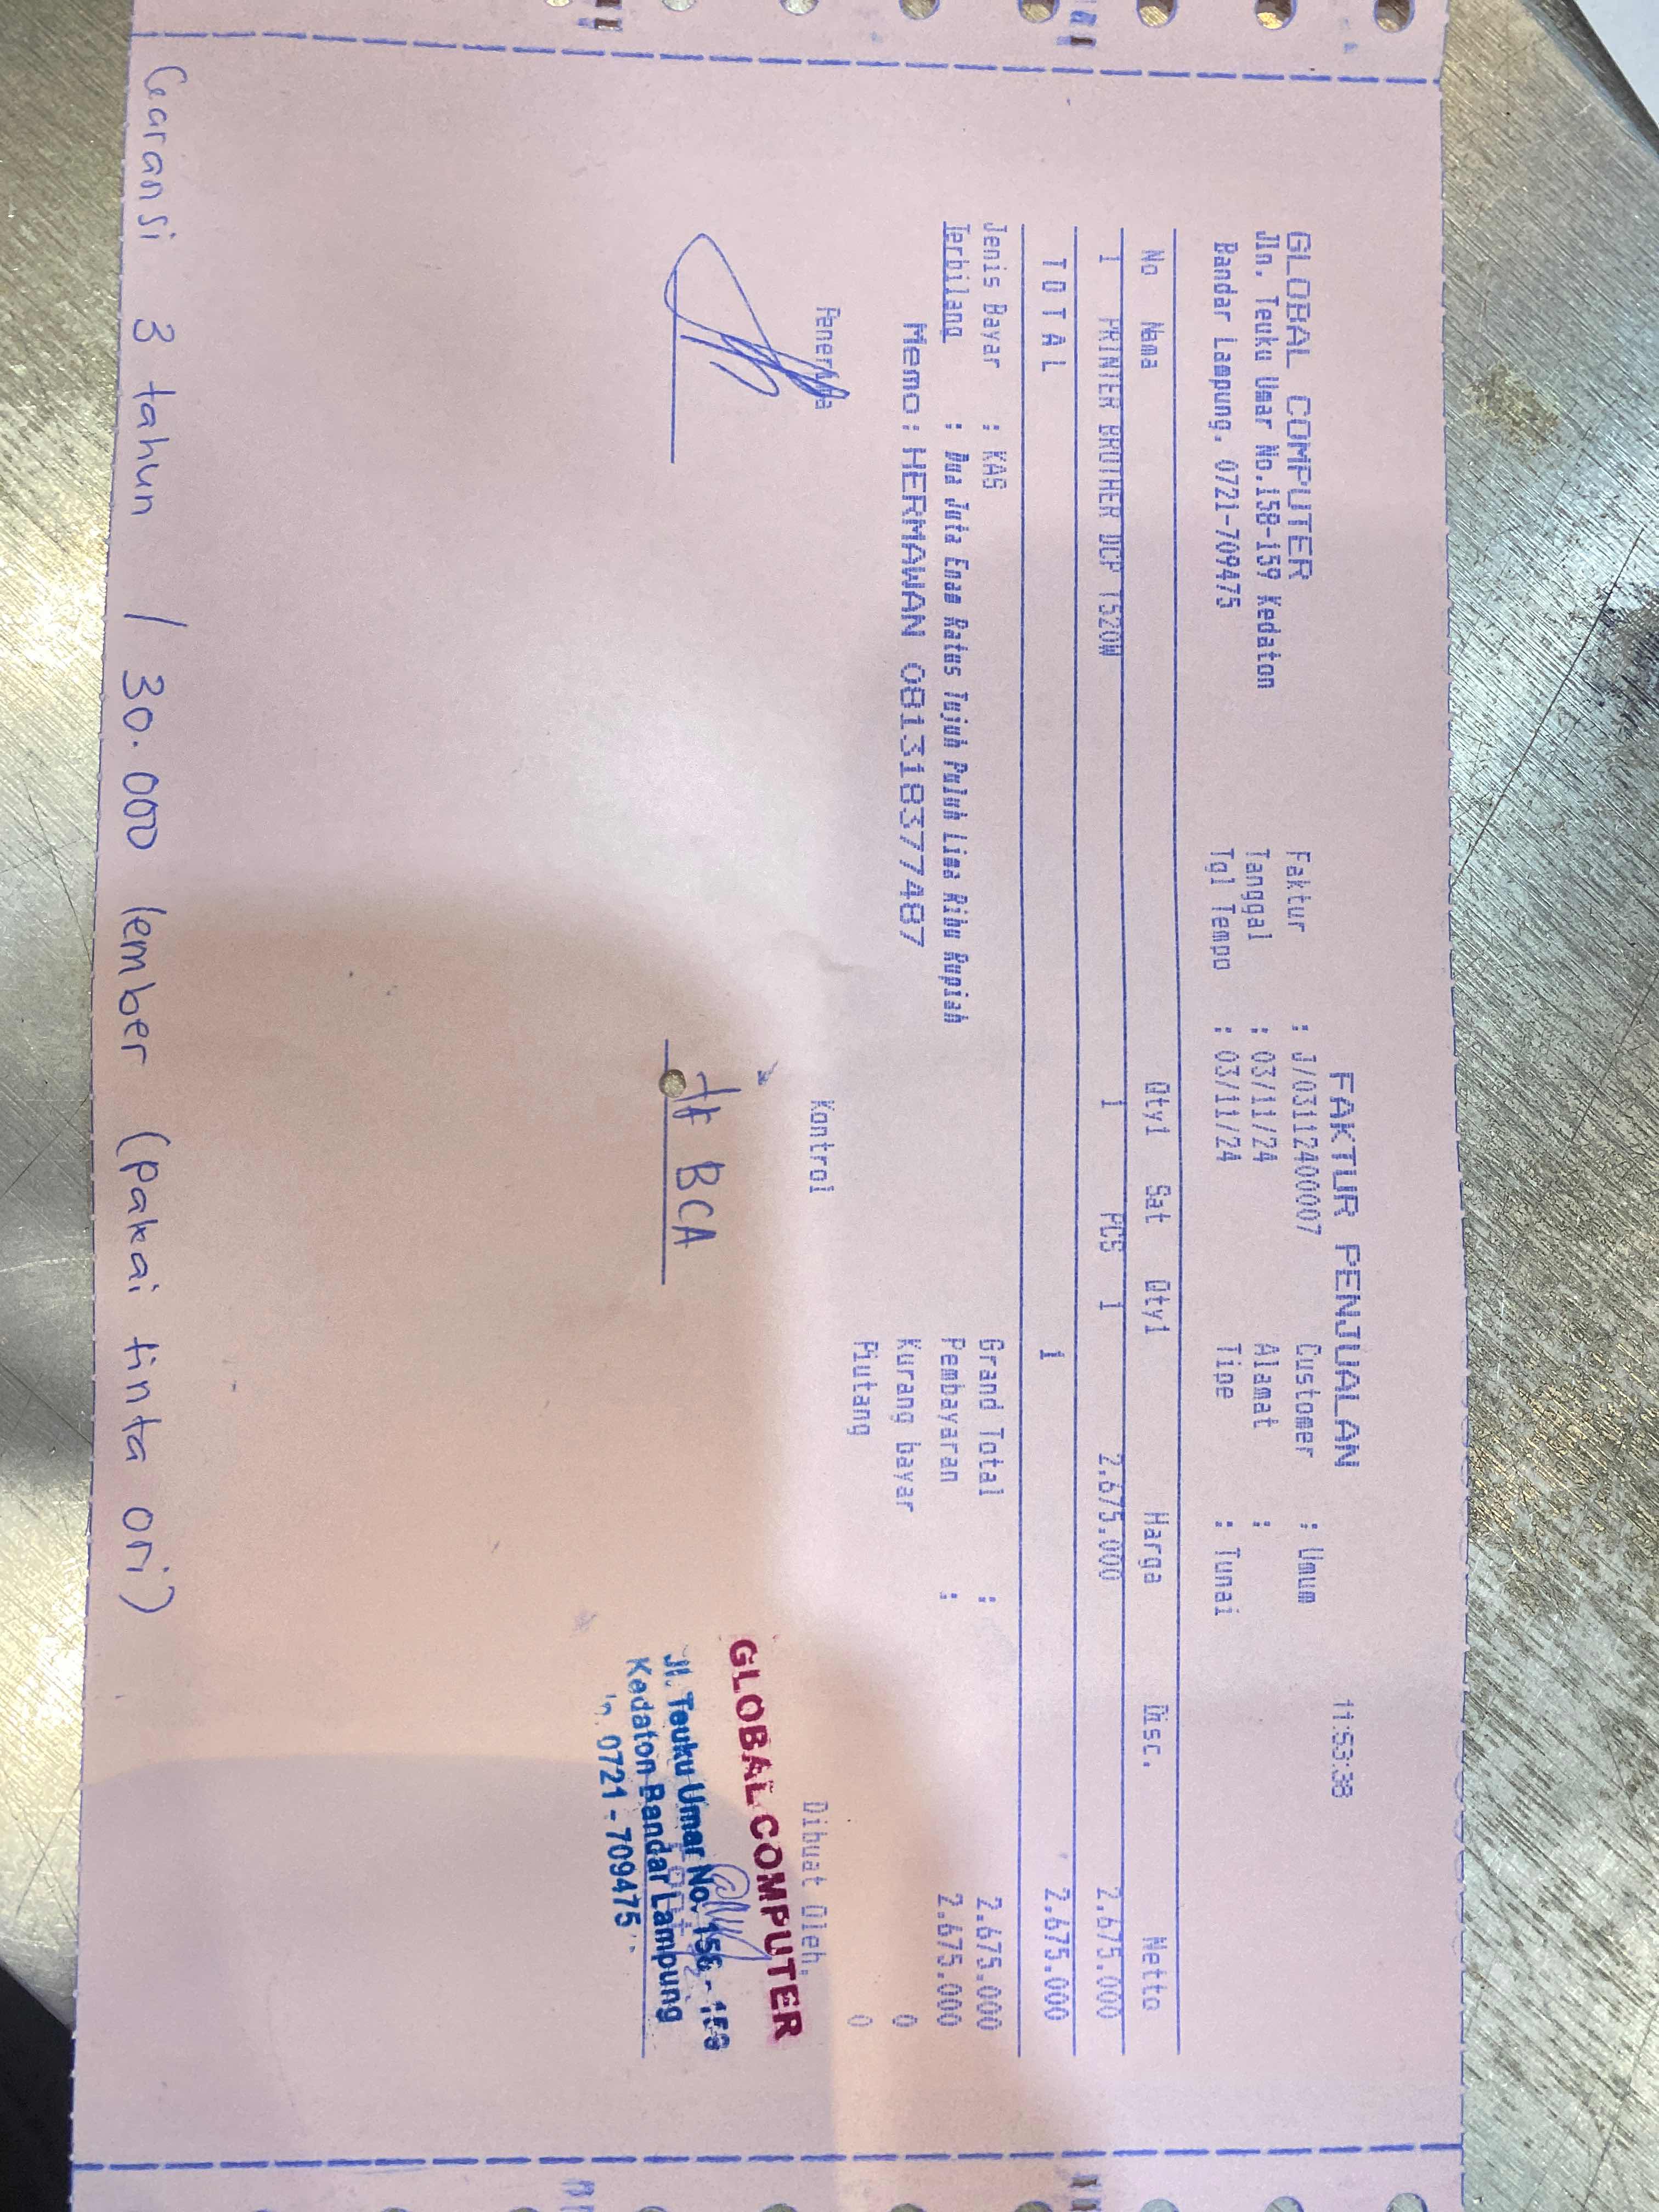 FAKTUR PENJUALAN 11:53:38
GLOBAL COMPUTER Faktur : J/0311240007 Customer : Umum
Jln. Teuku Umar No.158-159 Kedaton Tanggal : 03/11/24 Alamat :
Bandar Lampung. 0721-709475 Tgl Tempo : 03/11/24 Tipe : Tunai
No Nama Qty1 Sat Qty1 Harga Disc. Netto
1 PRINTER BROTHER DCP T520W 1 PCS 1 2.675.000 2.675.000
T O T A L 1 2.675.000
Jenis Bayar : KAS Grand Total : 2.675.000
Terbilang : Dua Juta Enam Ratus Tujuh Puluh Lima Ribu Rupiah Pembayaran : 2.675.000
Memo : HERMAWAN 081318377487 Kurang bayar 0
Piutang 0
Penerima Kontrol Dibuat Oleh,
GLOBAL COMPUTER
tf BCA
Jl. Teuku Umar No.
Kedaton Bandar Lampung
0721 - 709475
Garansi 3 tahun / 30.000 lember (pakai tinta ori)